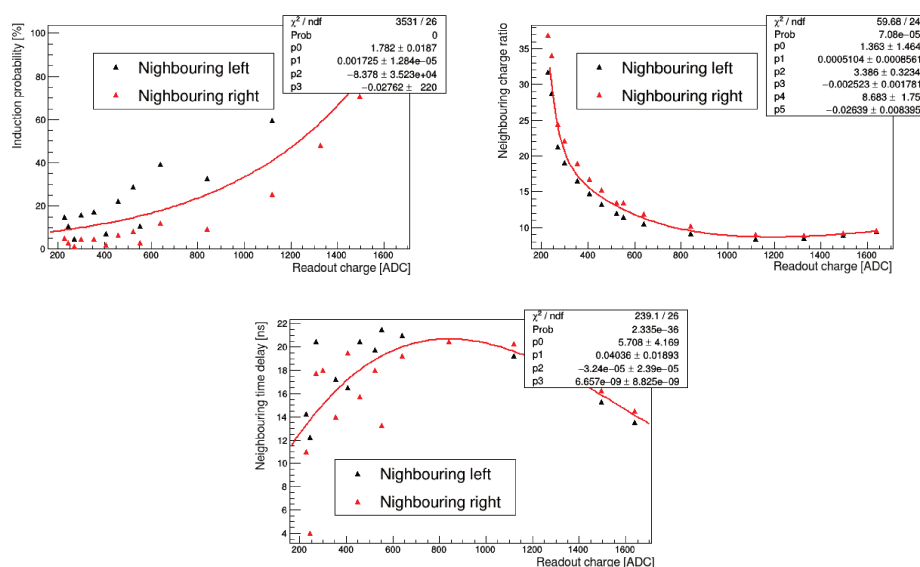 χ² / ndf 3531 / 26
Prob 0
p0 1.782 ± 0.0187
p1 0.001725 ± 1.284e−05
p2 −8.378 ± 3.523e+04
p3 −0.02762 ± 220
Neighbouring left
Neighbouring right
Induction probability [%]
100
80
60
40
20
0
200 400 600 800 1000 1200 1400 1600
Readout charge [ADC]
χ² / ndf 59.68 / 24
Prob 7.08e−05
p0 1.363 ± 1.464
p1 0.0005104 ± 0.0008561
p2 3.386 ± 0.3234
p3 −0.002523 ± 0.001781
p4 8.683 ± 1.75
p5 −0.02639 ± 0.008395
Neighbouring left
Neighbouring right
Neighbouring charge ratio
35
30
25
20
15
10
200 400 600 800 1000 1200 1400 1600
Readout charge [ADC]
χ² / ndf 239.1 / 26
Prob 2.335e−36
p0 5.708 ± 4.169
p1 0.04036 ± 0.01893
p2 −3.24e−05 ± 2.39e−05
p3 6.657e−09 ± 8.825e−09
Nighbouring left
Nighbouring right
Neighbouring time delay [ns]
22
20
18
16
14
12
10
8
6
4
200 400 600 800 1000 1200 1400 1600
Readout charge [ADC]